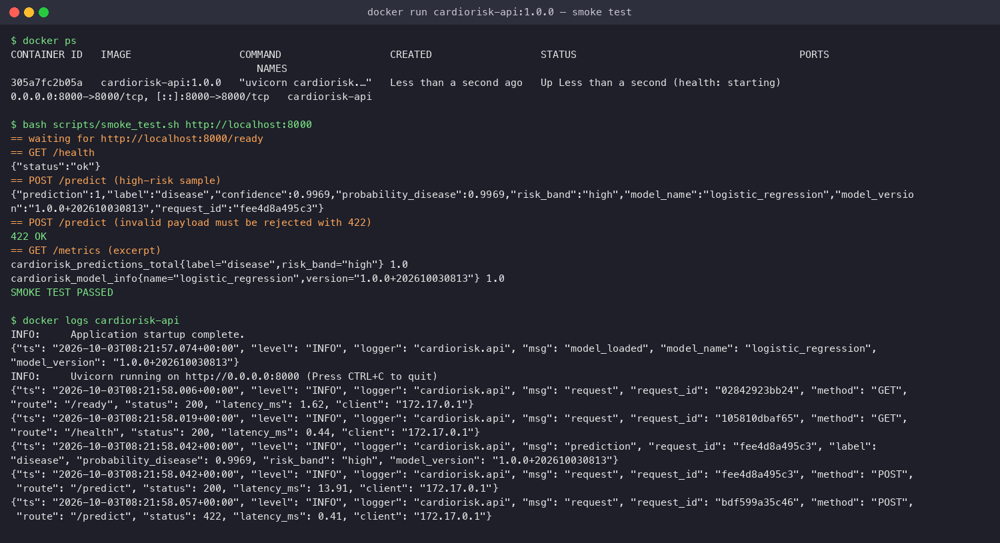 docker run cardiorisk-api:1.0.0 — smoke test
$ docker ps
CONTAINER ID   IMAGE                  COMMAND                  CREATED                  STATUS                                     PORTS
                                         NAMES
305a7fc2b05a   cardiorisk-api:1.0.0   "uvicorn cardiorisk.…"   Less than a second ago   Up Less than a second (health: starting)
0.0.0.0:8000->8000/tcp, [::]:8000->8000/tcp   cardiorisk-api
$ bash scripts/smoke_test.sh http://localhost:8000
== waiting for http://localhost:8000/ready
== GET /health
{"status":"ok"}
== POST /predict (high-risk sample)
{"prediction":1,"label":"disease","confidence":0.9969,"probability_disease":0.9969,"risk_band":"high","model_name":"logistic_regression","model_versio
n":"1.0.0+202610030813","request_id":"fee4d8a495c3"}
== POST /predict (invalid payload must be rejected with 422)
422 OK
== GET /metrics (excerpt)
cardiorisk_predictions_total{label="disease",risk_band="high"} 1.0
cardiorisk_model_info{name="logistic_regression",version="1.0.0+202610030813"} 1.0
SMOKE TEST PASSED
$ docker logs cardiorisk-api
INFO:     Application startup complete.
{"ts": "2026-10-03T08:21:57.074+00:00", "level": "INFO", "logger": "cardiorisk.api", "msg": "model_loaded", "model_name": "logistic_regression",
"model_version": "1.0.0+202610030813"}
INFO:     Uvicorn running on http://0.0.0.0:8000 (Press CTRL+C to quit)
{"ts": "2026-10-03T08:21:58.006+00:00", "level": "INFO", "logger": "cardiorisk.api", "msg": "request", "request_id": "02842923bb24", "method": "GET",
"route": "/ready", "status": 200, "latency_ms": 1.62, "client": "172.17.0.1"}
{"ts": "2026-10-03T08:21:58.019+00:00", "level": "INFO", "logger": "cardiorisk.api", "msg": "request", "request_id": "105810dbaf65", "method": "GET",
"route": "/health", "status": 200, "latency_ms": 0.44, "client": "172.17.0.1"}
{"ts": "2026-10-03T08:21:58.042+00:00", "level": "INFO", "logger": "cardiorisk.api", "msg": "prediction", "request_id": "fee4d8a495c3", "label":
"disease", "probability_disease": 0.9969, "risk_band": "high", "model_version": "1.0.0+202610030813"}
{"ts": "2026-10-03T08:21:58.042+00:00", "level": "INFO", "logger": "cardiorisk.api", "msg": "request", "request_id": "fee4d8a495c3", "method": "POST",
 "route": "/predict", "status": 200, "latency_ms": 13.91, "client": "172.17.0.1"}
{"ts": "2026-10-03T08:21:58.057+00:00", "level": "INFO", "logger": "cardiorisk.api", "msg": "request", "request_id": "bdf599a35c46", "method": "POST",
 "route": "/predict", "status": 422, "latency_ms": 0.41, "client": "172.17.0.1"}